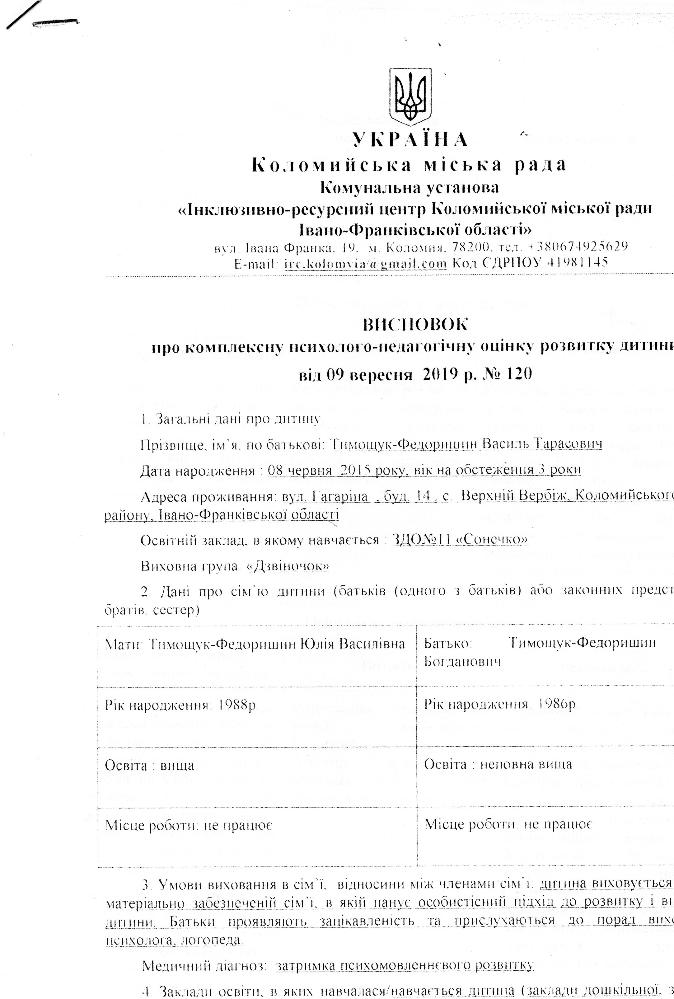 УКРАЇНА
Коломийська міська рада
Комунальна установа
«Інклюзивно-ресурсний центр Коломийської міської ради
Івано-Франківської області»
вул. Івана Франка, 19, м. Коломия, 78200, тел. +380674925629
E-mail: irc.kolomyia@gmail.com Код ЄДРПОУ 41981145
ВИСНОВОК
про комплексну психолого-педагогічну оцінку розвитку дитини
від 09 вересня 2019 р. № 120
1. Загальні дані про дитину
Прізвище, ім`я, по батькові: Тимощук-Федоришин Василь Тарасович
Дата народження : 08 червня 2015 року, вік на обстеження 3 роки
Адреса проживання: вул. Гагаріна , буд. 14 , с. Верхній Вербіж, Коломийського
району, Івано-Франківської області
Освітній заклад, в якому навчається : ЗДО№11 «Сонечко»
Виховна група: «Дзвіночок»
2. Дані про сім`ю дитини (батьків (одного з батьків) або законних предст
братів, сестер)
Мати: Тимощук-Федоришин Юлія Василівна
Батько: Тимощук-Федоришин
Богданович
Рік народження: 1988р.
Рік народження: 1986р.
Освіта : вища
Освіта : неповна вища
Місце роботи: не працює
Місце роботи: не працює
3. Умови виховання в сім`ї, відносини між членами сім`ї: дитина виховується
матеріально забезпеченій сім`ї, в якій панує особистісний підхід до розвитку і ви
дитини. Батьки проявляють зацікавленість та прислухаються до порад вихо
психолога, логопеда.
Медичний діагноз: затримка психомовленнєвого розвитку
4. Заклади освіти, в яких навчалася/навчається дитина (заклади дошкільної, з